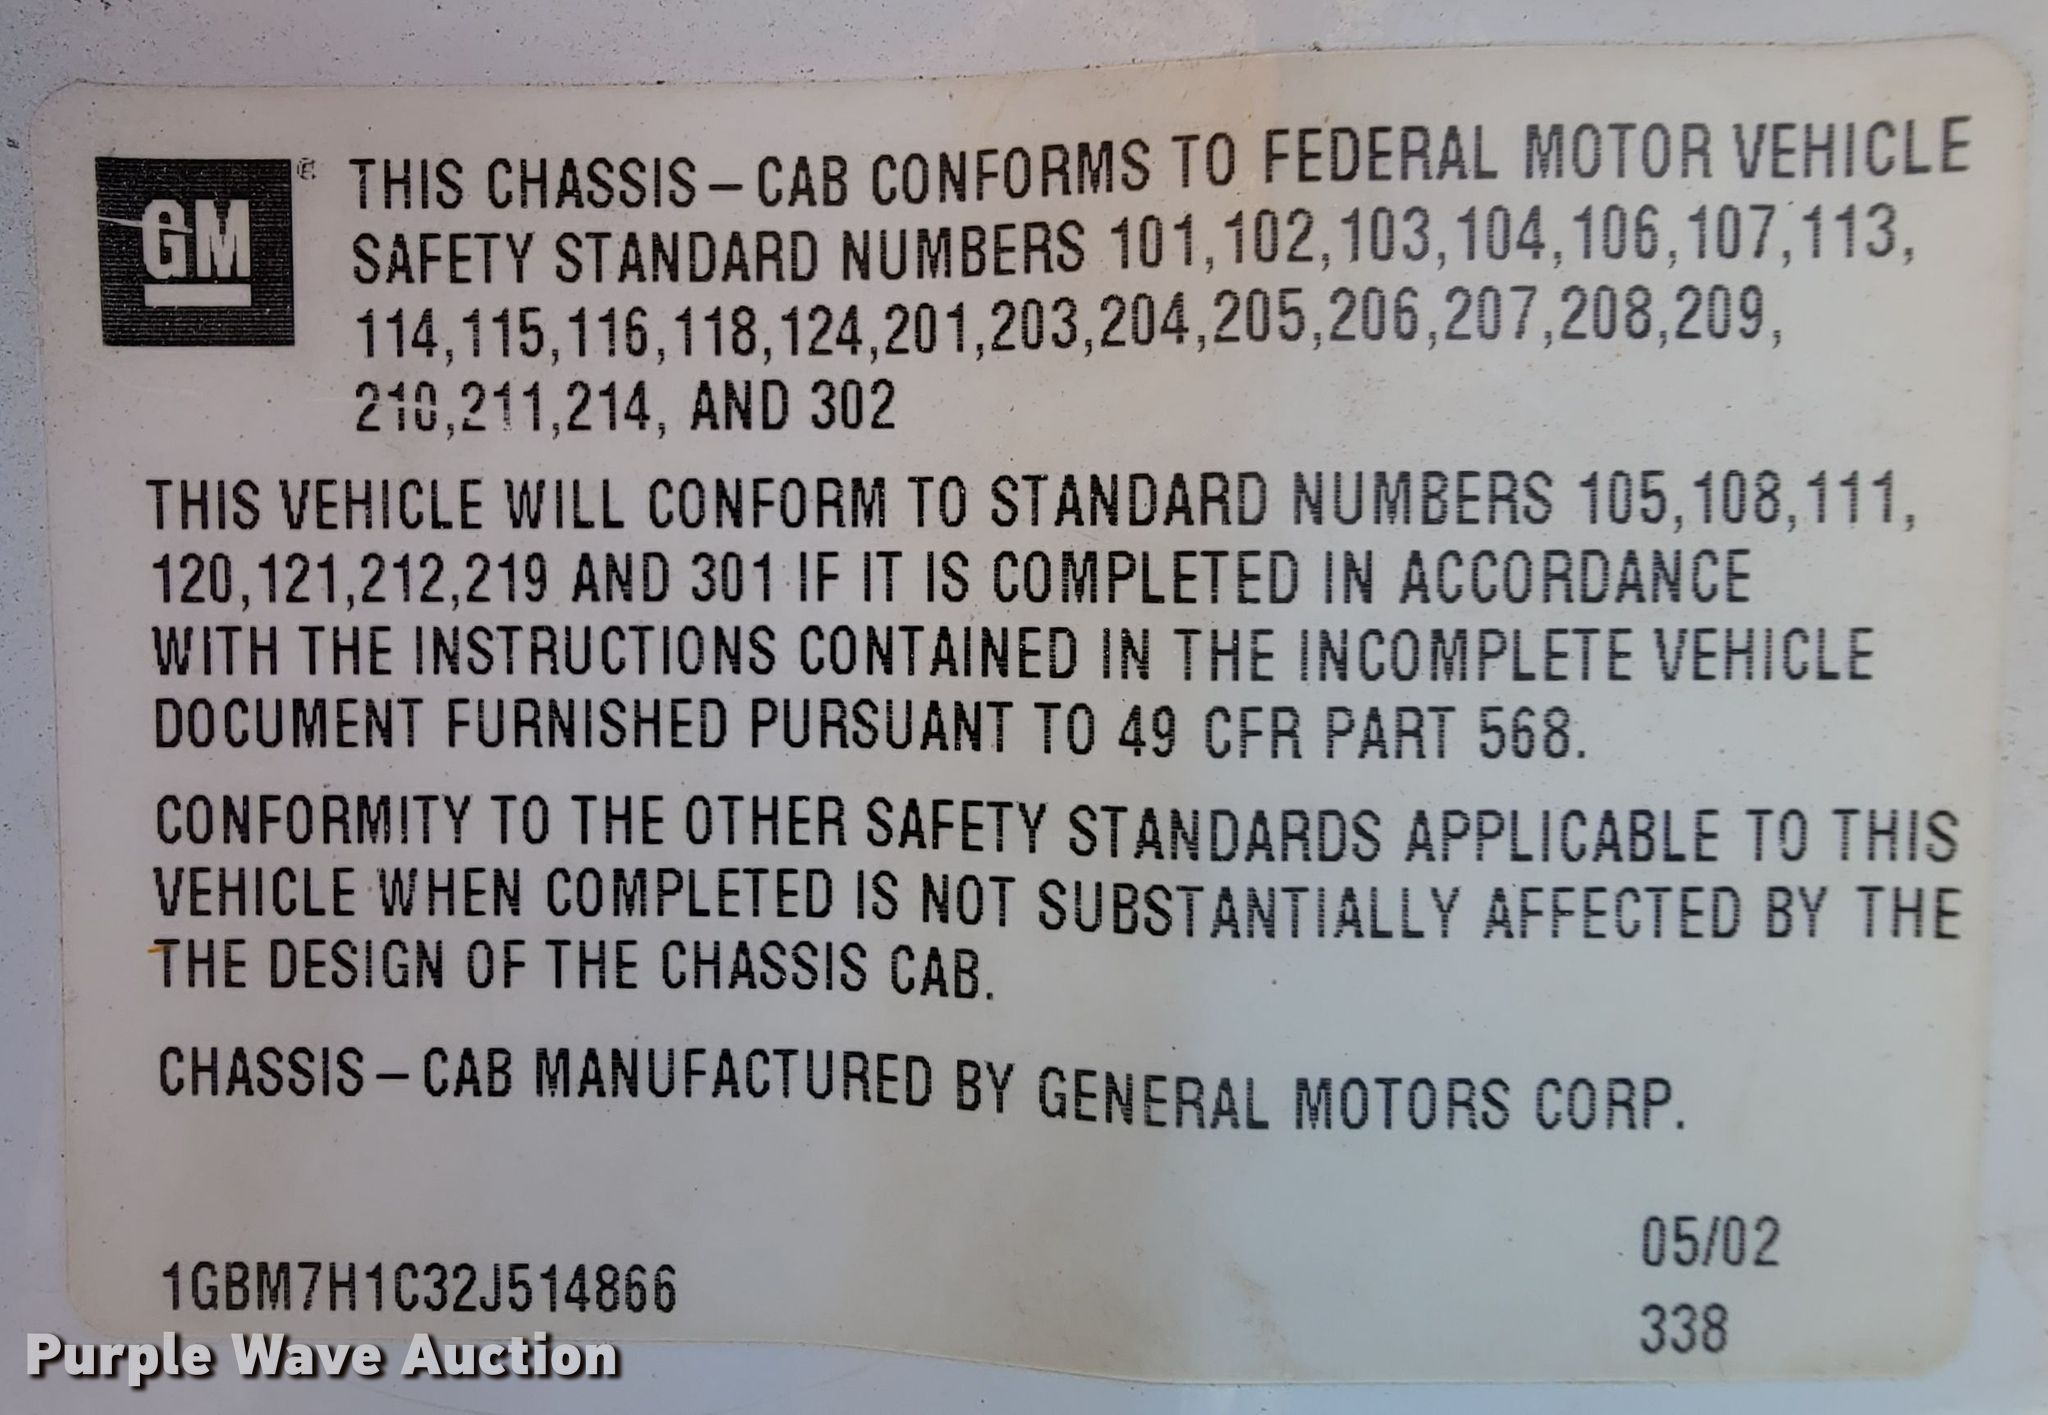 GM®
THIS CHASSIS – CAB CONFORMS TO FEDERAL MOTOR VEHICLE
SAFETY STANDARD NUMBERS 101,102,103,104,106,107,113,
114,115,116,118,124,201,203,204,205,206,207,208,209,
210,211,214, AND 302
THIS VEHICLE WILL CONFORM TO STANDARD NUMBERS 105,108,111,
120,121,212,219 AND 301 IF IT IS COMPLETED IN ACCORDANCE
WITH THE INSTRUCTIONS CONTAINED IN THE INCOMPLETE VEHICLE
DOCUMENT FURNISHED PURSUANT TO 49 CFR PART 568.
CONFORMITY TO THE OTHER SAFETY STANDARDS APPLICABLE TO THIS
VEHICLE WHEN COMPLETED IS NOT SUBSTANTIALLY AFFECTED BY THE
THE DESIGN OF THE CHASSIS CAB.
CHASSIS – CAB MANUFACTURED BY GENERAL MOTORS CORP.
05/02
1GBM7H1C32J514866
338
Purple Wave Auction